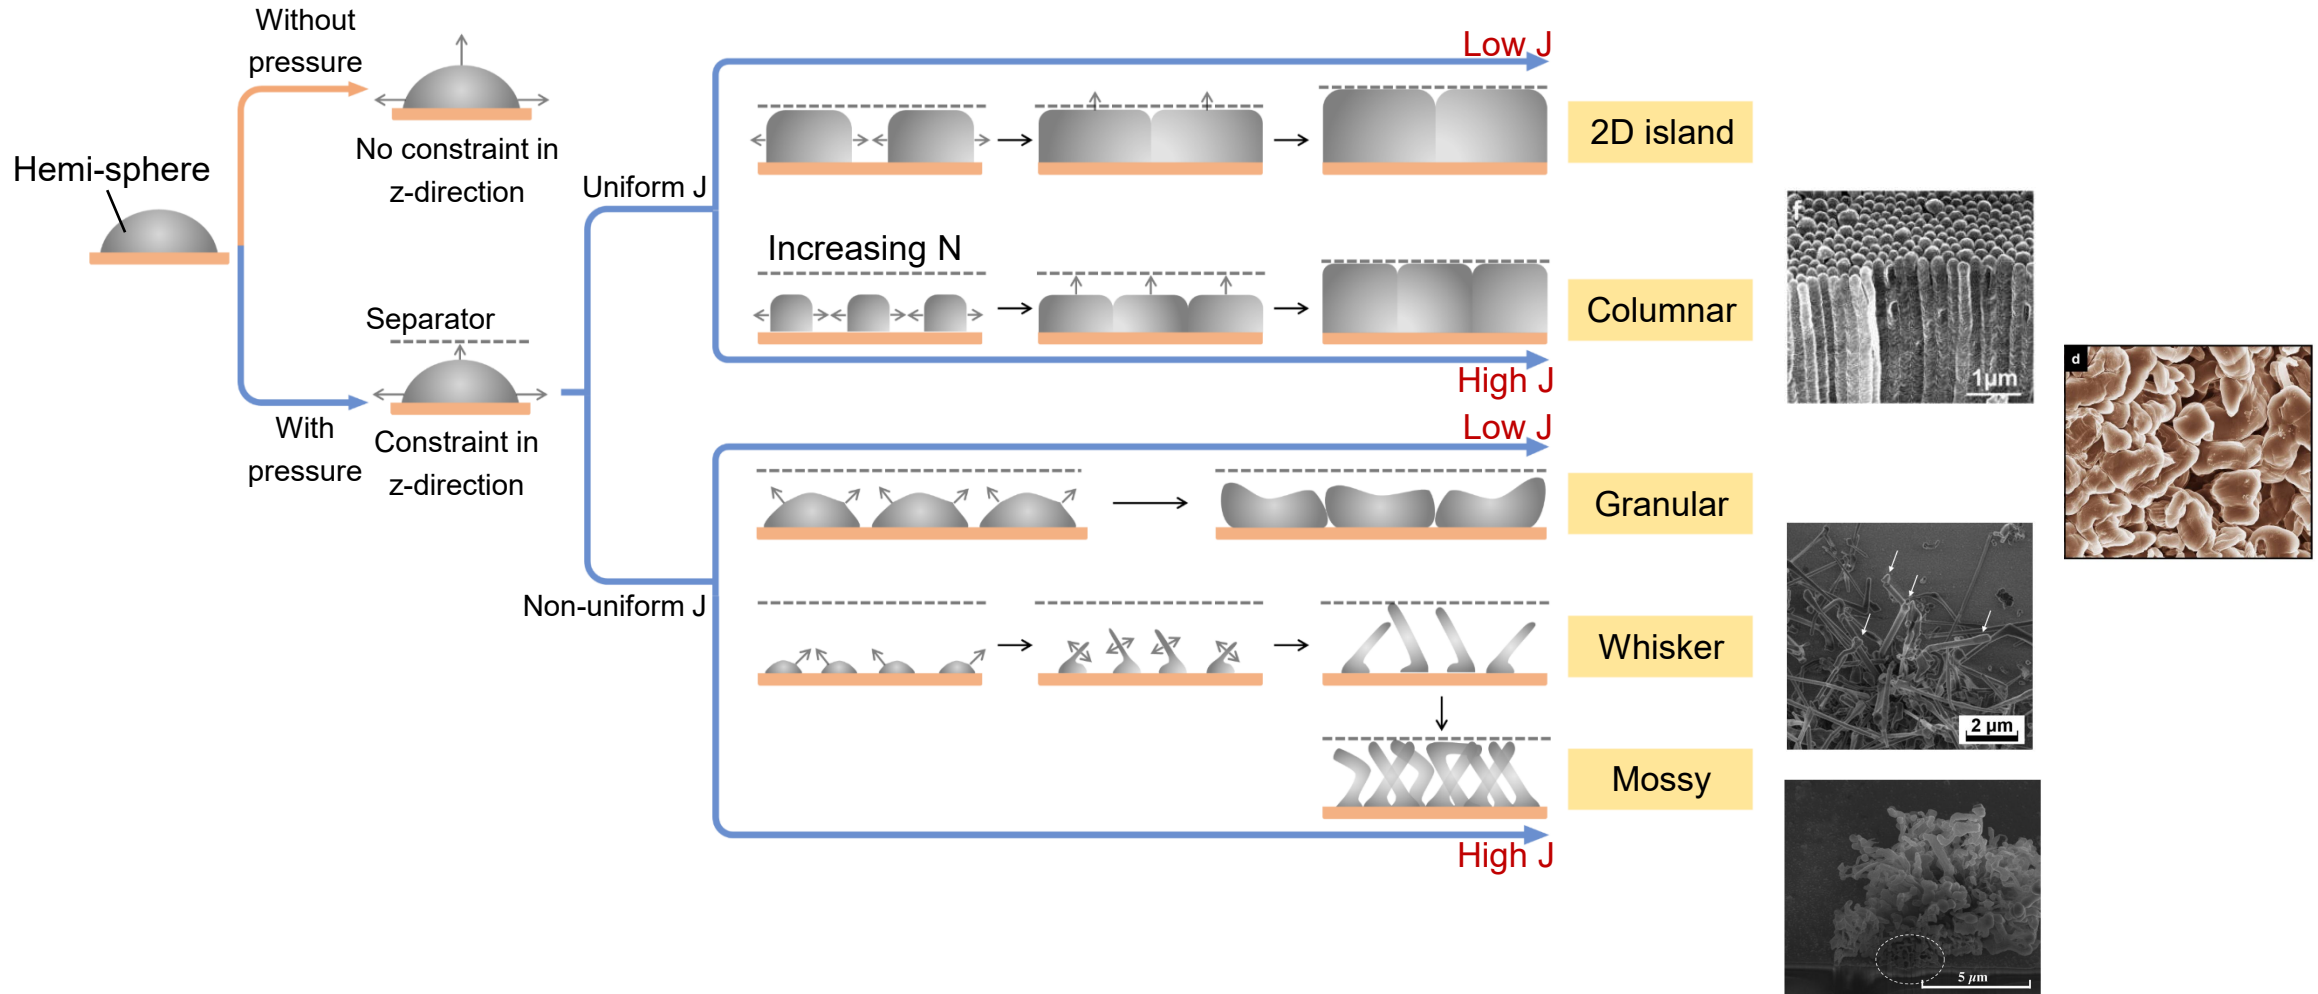 Without
pressure
No constraint in
z-direction
Hemi-sphere
Separator
With
pressure
Constraint in
z-direction
Uniform J
Non-uniform J
Low J
2D island
Increasing N
Columnar
High J
Low J
Granular
Whisker
Mossy
High J
f
1µm
d
2 µm
5 µm